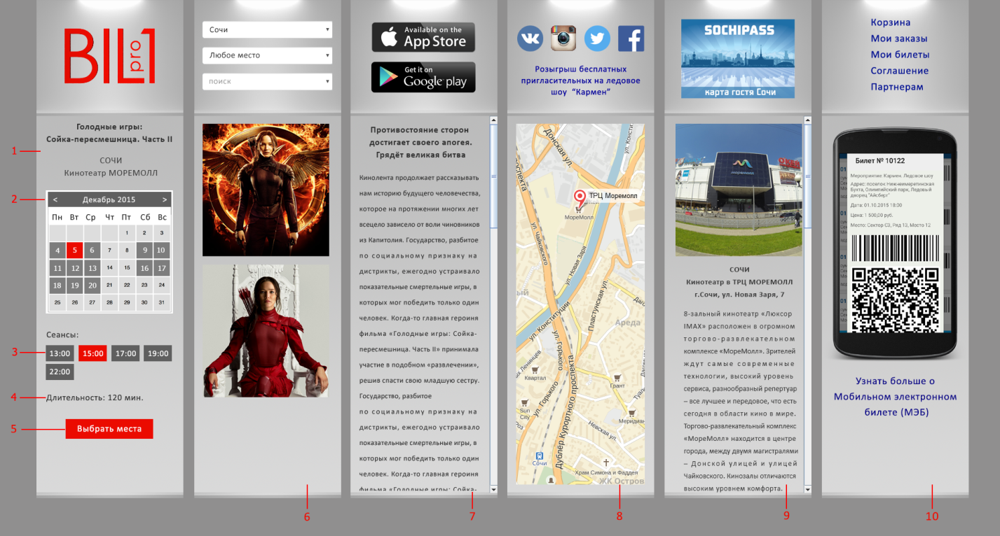 BIL1
pro
Сочи
Любое место
поиск
Available on the
App Store
Get it on
Google play
Розыгрыш бесплатных
пригласительных на ледовое
шоу “Кармен”
SOCHIPASS
карта гостя Сочи
Корзина
Мои заказы
Мои билеты
Соглашение
Партнерам
1
Голодные игры:
Сойка-пересмешница. Часть II
СОЧИ
Кинотеатр МОРЕМОЛЛ
2
< Декабрь 2015 >
Пн Вт Ср Чт Пт Сб Вс
1 2 3
4 5 6 7 8 9 10
11 12 13 14 15 16 17
18 19 20 21 22 23 24
25 26 27 28 29 30 31
Сеансы:
3
13:00 15:00 17:00 19:00
22:00
4
Длительность: 120 мин.
5
Выбрать места
6
Противостояние сторон
достигает своего апогея.
Грядёт великая битва
Кинолента продолжает рассказывать
нам историю будущего человечества,
которое на протяжении многих лет
всецело зависело от воли чиновников
из Капитолия. Государство, разбитое
по социальному признаку на
дистрикты, ежегодно устраивало
показательные смертельные игры, в
которых мог победить только один
человек. Когда-то главная героиня
фильма «Голодные игры: Сойка-
пересмешница. Часть II» принимала
участие в подобном «развлечении»,
решив спасти свою младшую сестру.
Государство, разбитое
по социальному признаку на
дистрикты, ежегодно устраивало
показательные смертельные игры, в
которых мог победить только один
человек. Когда-то главная героиня
фильма «Голодные игры: Сойка-
7
Донская ул.
ул. Констит
ТРЦ Моремолл
МореМолл
ул. Чайковского
ул. Новая Заря
ул. Конституции
Пластунская ул.
Ареда
ул. Горького
Квартал
Грант
Sun
City
Меридиан
Невская ул.
Дублёр Курортного проспекта
Сочи
Храм Симона и Фаддея
ЖК Остров
8
моремолл
СОЧИ
Кинотеатр в ТРЦ МОРЕМОЛЛ
г.Сочи, ул. Новая Заря, 7
8-зальный кинотеатр «Люксор
IMAX» расположен в огромном
торгово-развлекательном
комплексе «МореМолл». Зрителей
ждут самые современные
технологии, высокий уровень
сервиса, разнообразный репертуар
– все лучшее и передовое, что есть
сегодня в области кино в мире.
Торгово-развлекательный комплекс
«МореМолл» находится в центре
города, между двумя магистралями
– Донской улицей и улицей
Чайковского. Кинозалы отличаются
высоким уровнем комфорта.
9
Билет № 10122
Мероприятие: Кармен. Ледовое шоу
Адрес: поселок Нижнеимеретинская
Бухта, Олимпийский парк, Ледовый
дворец "Айсберг"
Дата: 01.10.2015 18:00
Цена: 1 500,00 руб.
Место: Сектор C3, Ряд 13, Место 12
Узнать больше о
Мобильном электронном
билете (МЭБ)
10